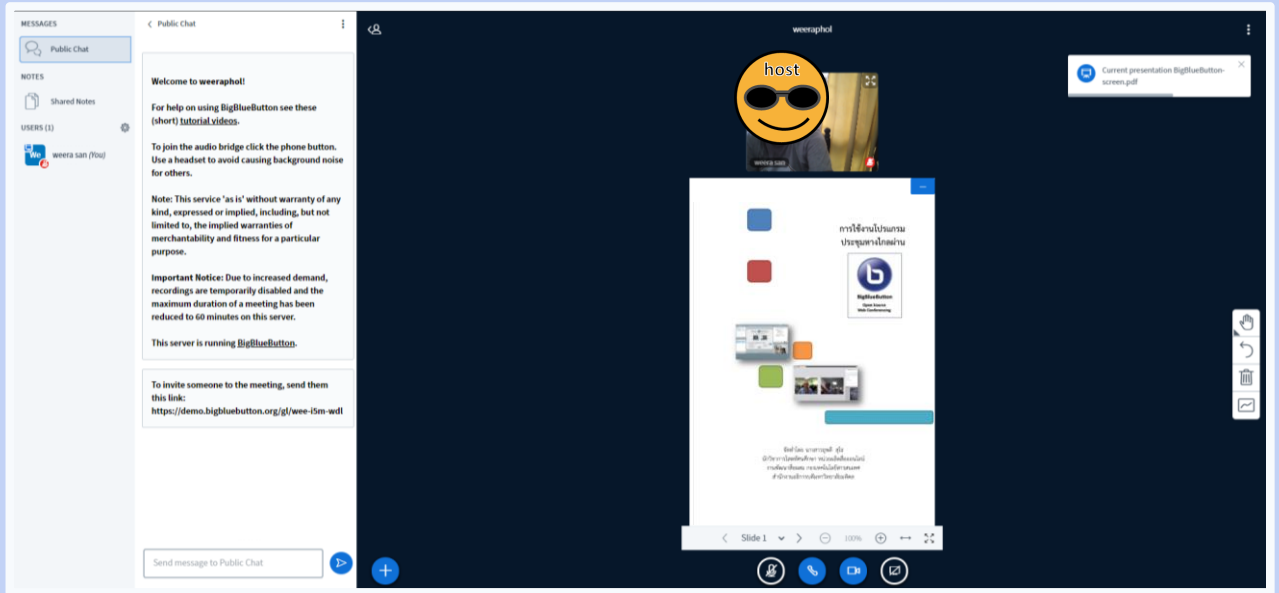 MESSAGES
Public Chat
NOTES
Shared Notes
USERS (1)
We
weera san (You)
Public Chat
Welcome to weeraphol!
For help on using BigBlueButton see these
(short) tutorial videos.
To join the audio bridge click the phone button.
Use a headset to avoid causing background noise
for others.
Note: This service 'as is' without warranty of any
kind, expressed or implied, including, but not
limited to, the implied warranties of
merchantability and fitness for a particular
purpose.
Important Notice: Due to increased demand,
recordings are temporarily disabled and the
maximum duration of a meeting has been
reduced to 60 minutes on this server.
This server is running BigBlueButton.
To invite someone to the meeting, send them
this link:
https://demo.bigbluebutton.org/gl/wee-i5m-wdl
Send message to Public Chat
weeraphol
host
weera san
Current presentation BigBlueButton-
screen.pdf
การใช้งานโปรแกรม
ประชุมทางไกลผ่าน
b
BigBlueButton
Open Source
Web Conferencing
Slide 1
100%